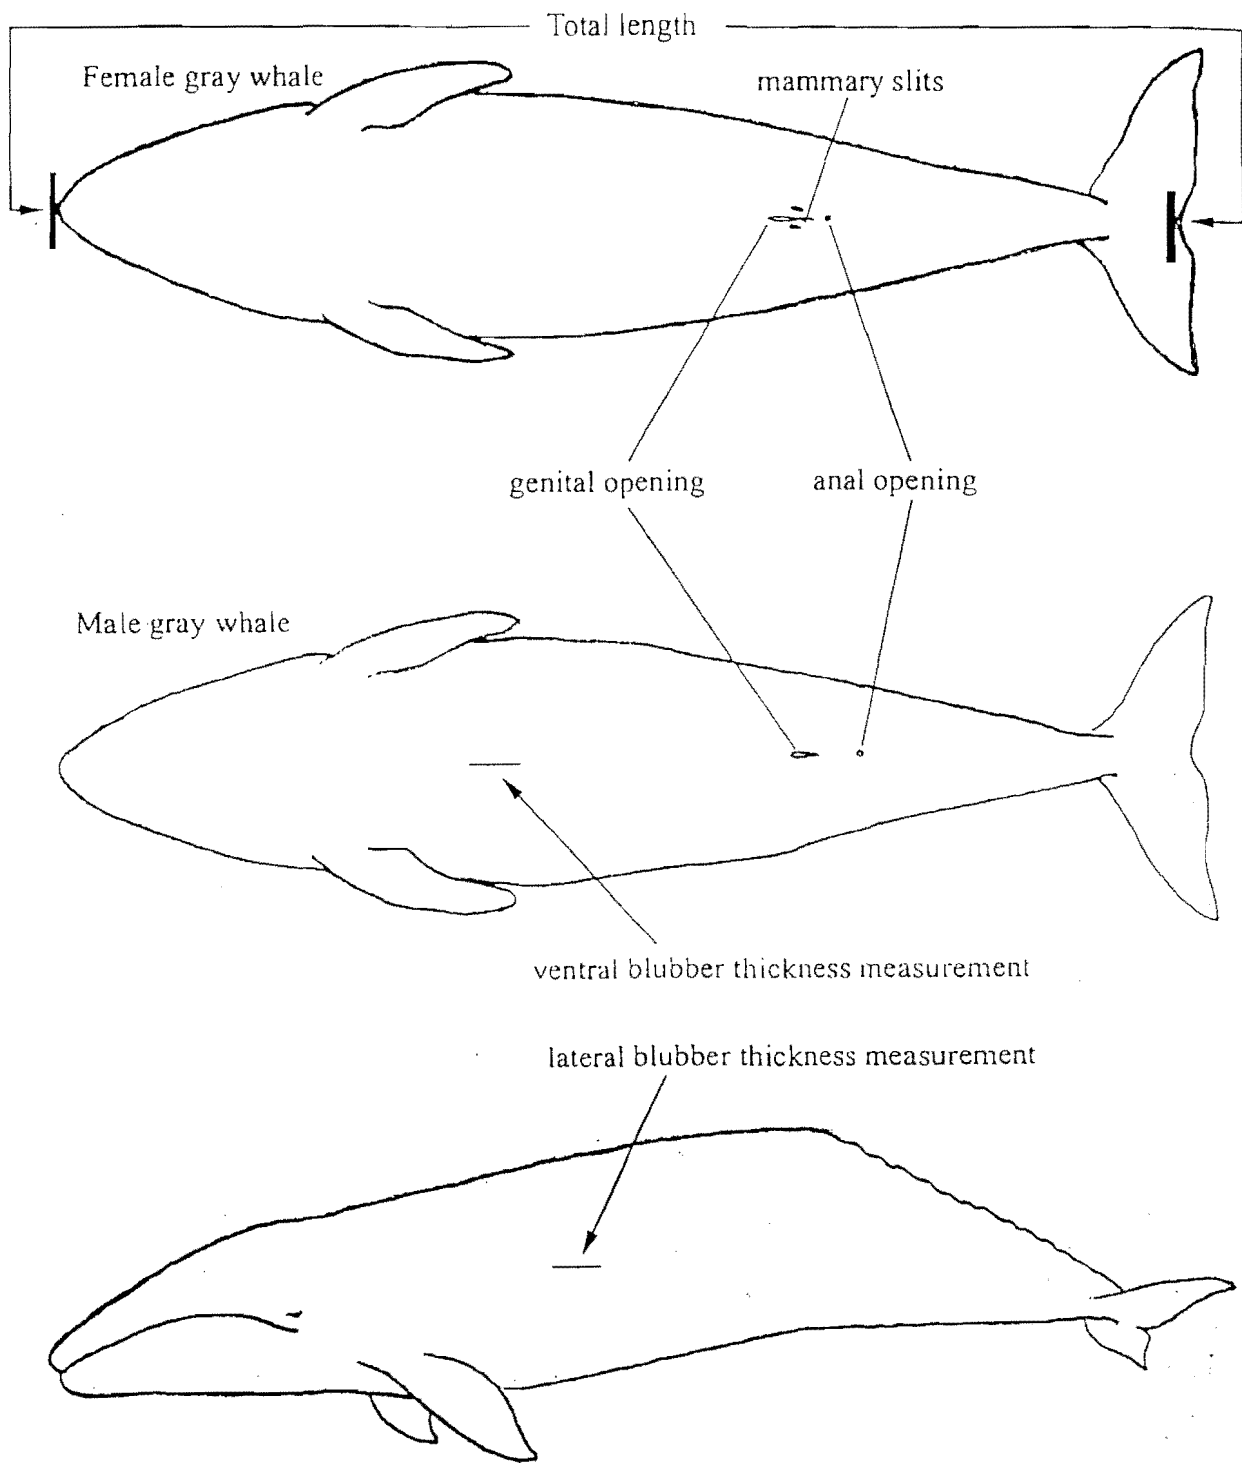 Total length
Female gray whale
mammary slits
genital opening
anal opening
Male gray whale
ventral blubber thickness measurement
lateral blubber thickness measurement